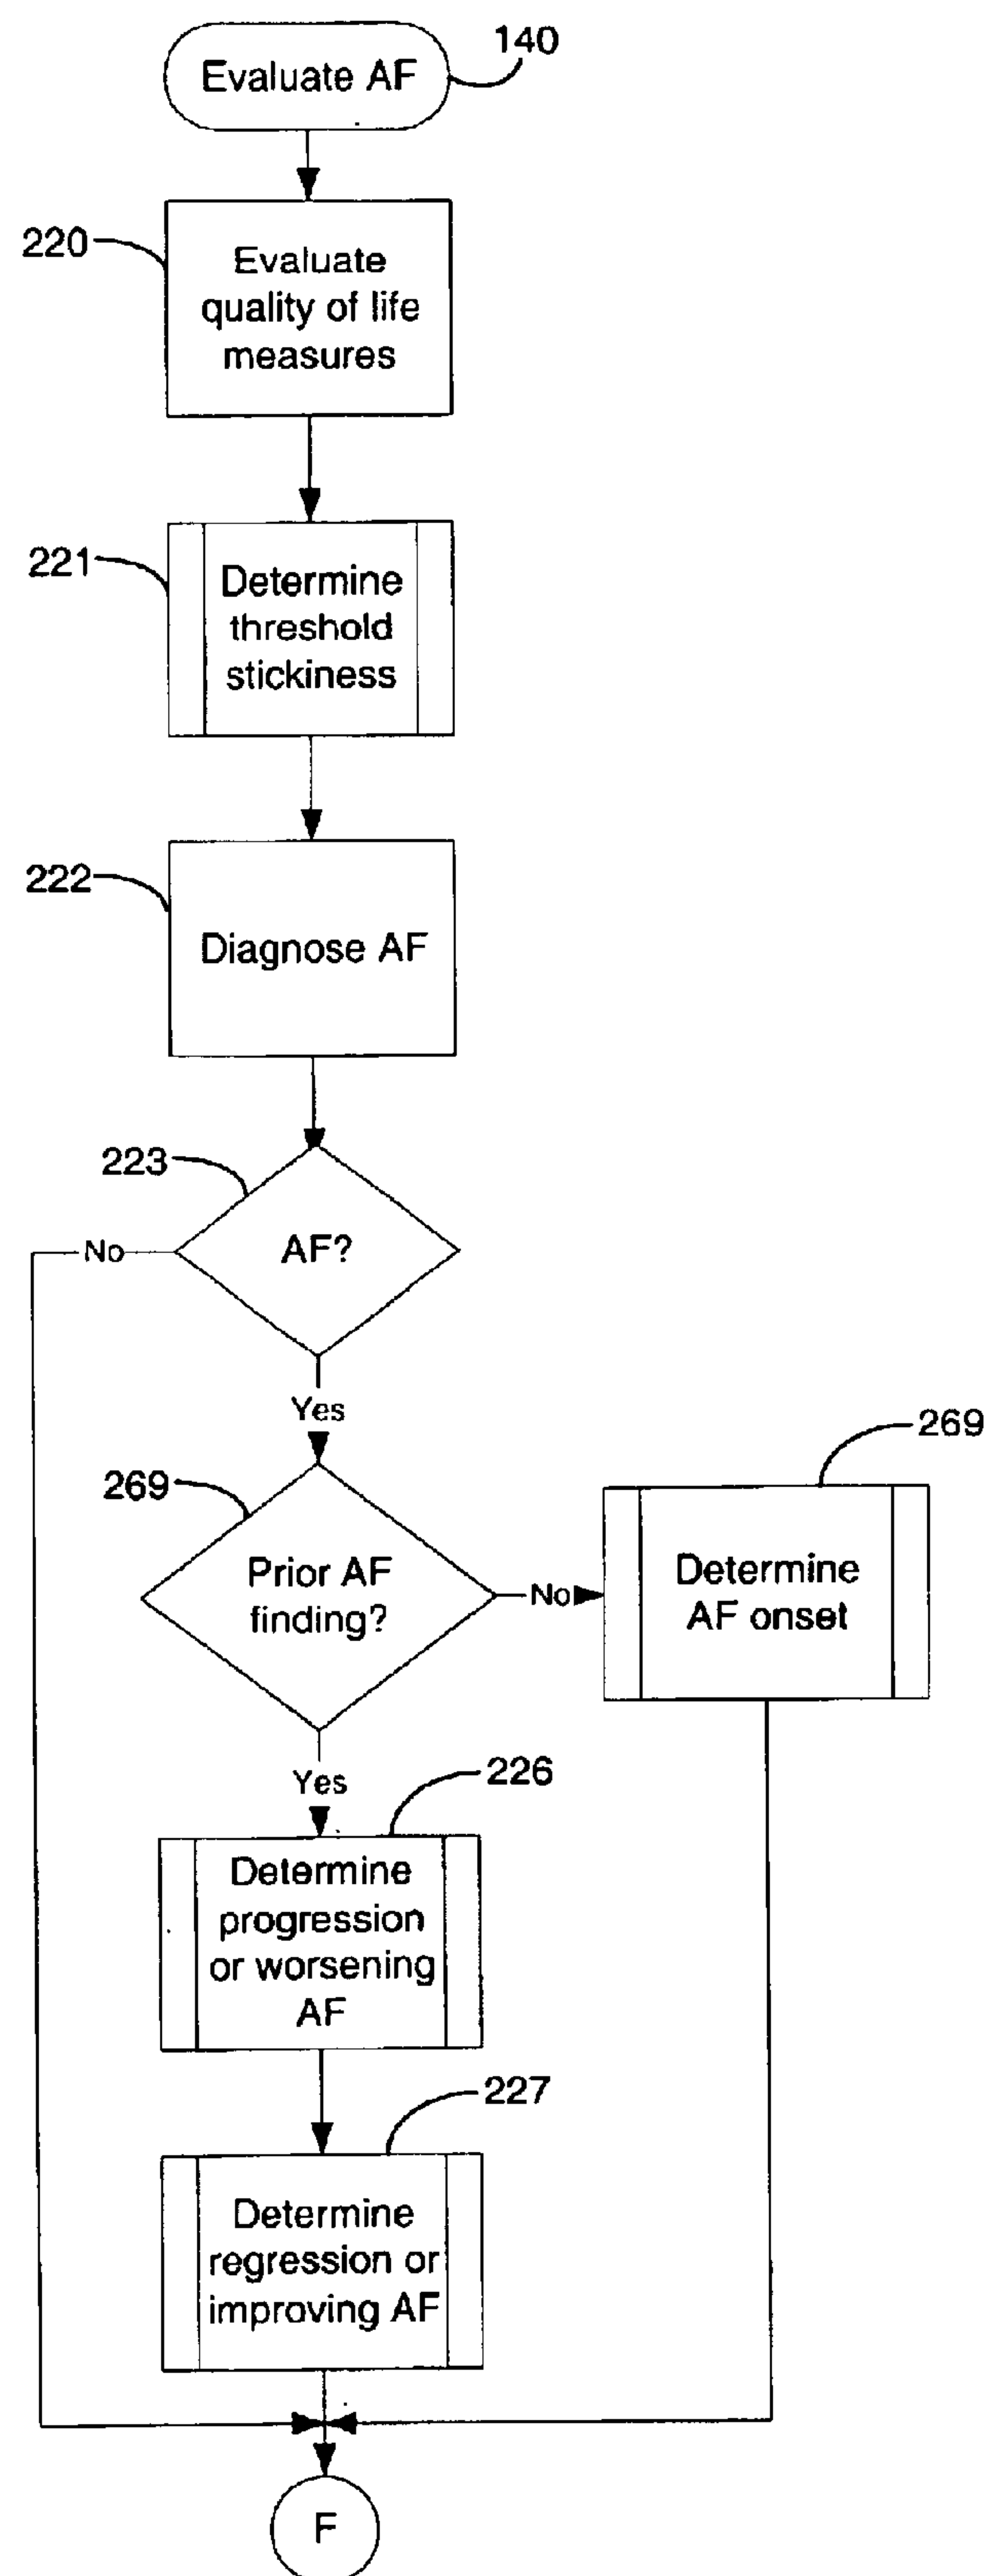 Evaluate AF
140
220
Evaluate
quality of life
measures
221
Determine
threshold
stickiness
222
Diagnose AF
223
AF?
No
Yes
269
Prior AF
finding?
No
269
Determine
AF onset
Yes
226
Determine
progression
or worsening
AF
227
Determine
regression or
improving AF
F